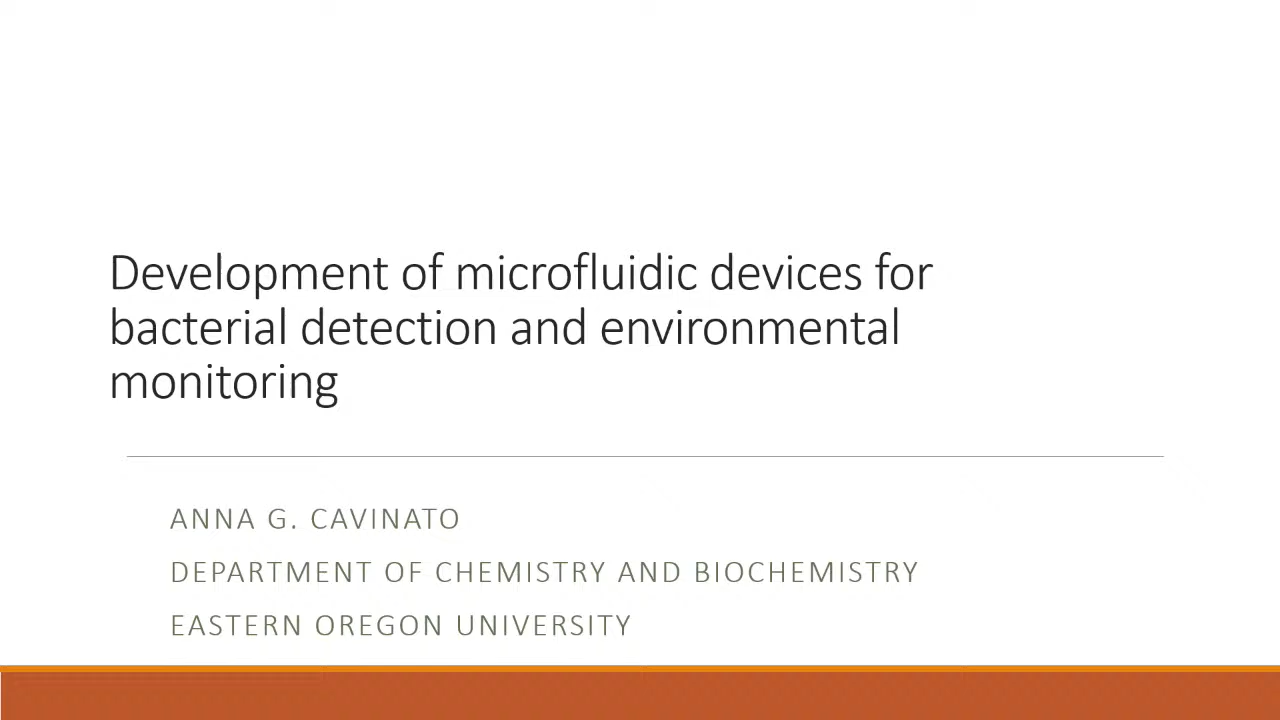 Development of microfluidic devices for
bacterial detection and environmental
monitoring
ANNA G. CAVINATO
DEPARTMENT OF CHEMISTRY AND BIOCHEMISTRY
EASTERN OREGON UNIVERSITY